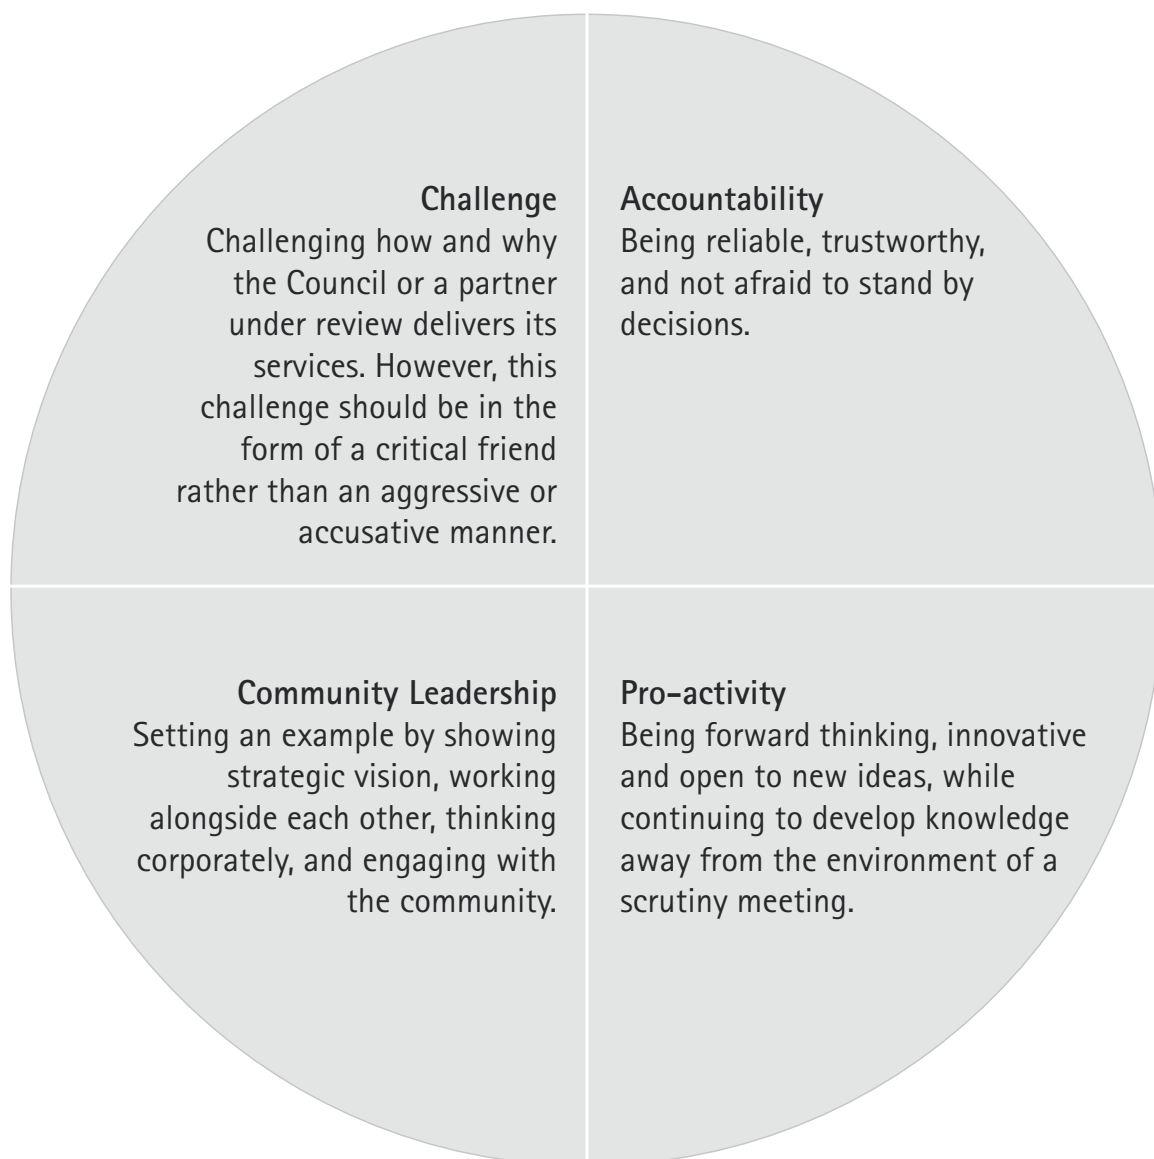 Challenge
Challenging how and why
the Council or a partner
under review delivers its
services. However, this
challenge should be in the
form of a critical friend
rather than an aggressive or
accusative manner.
Accountability
Being reliable, trustworthy,
and not afraid to stand by
decisions.
Community Leadership
Setting an example by showing
strategic vision, working
alongside each other, thinking
corporately, and engaging with
the community.
Pro-activity
Being forward thinking, innovative
and open to new ideas, while
continuing to develop knowledge
away from the environment of a
scrutiny meeting.